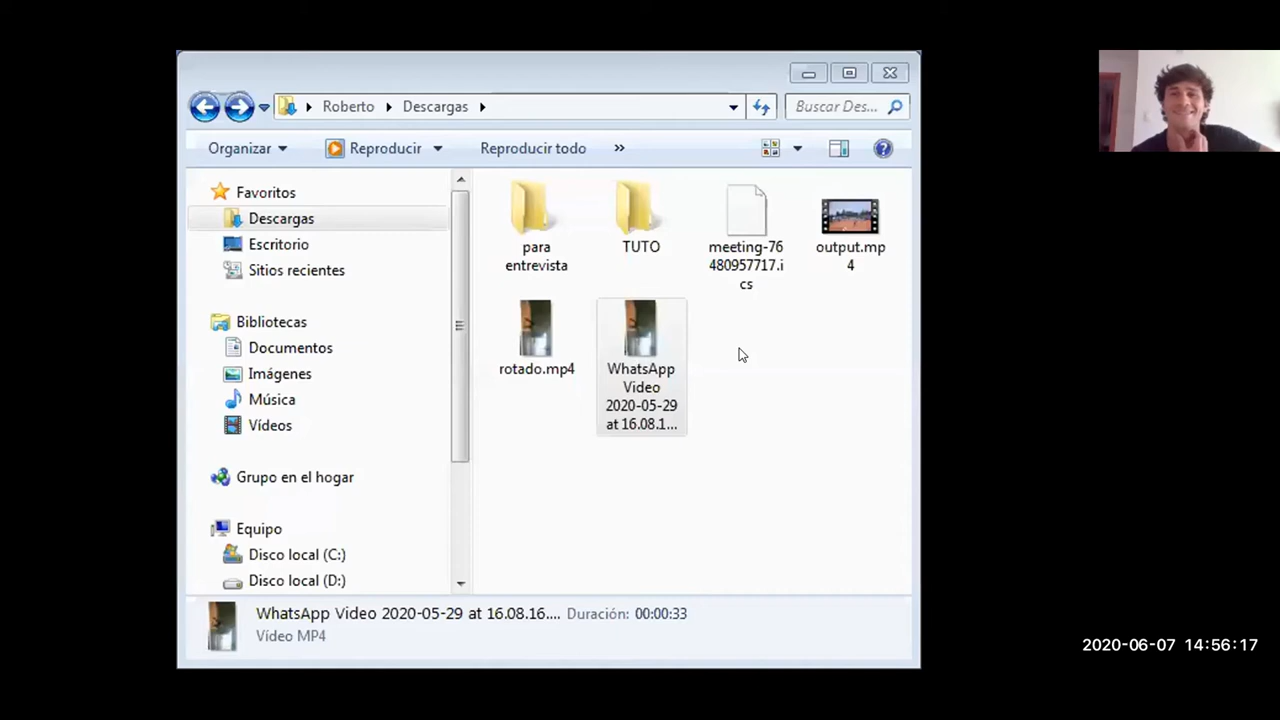 Roberto Descargas
Buscar Des...
Organizar Reproducir Reproducir todo »
Favoritos
Descargas
Escritorio
Sitios recientes
Bibliotecas
Documentos
Imágenes
Música
Vídeos
Grupo en el hogar
Equipo
Disco local (C:)
Disco local (D:)
para
entrevista
TUTO
meeting-76
480957717.i
cs
output.mp
4
rotado.mp4
WhatsApp
Video
2020-05-29
at 16.08.1...
WhatsApp Video 2020-05-29 at 16.08.16.... Duración: 00:00:33
Vídeo MP4
2020-06-07 14:56:17